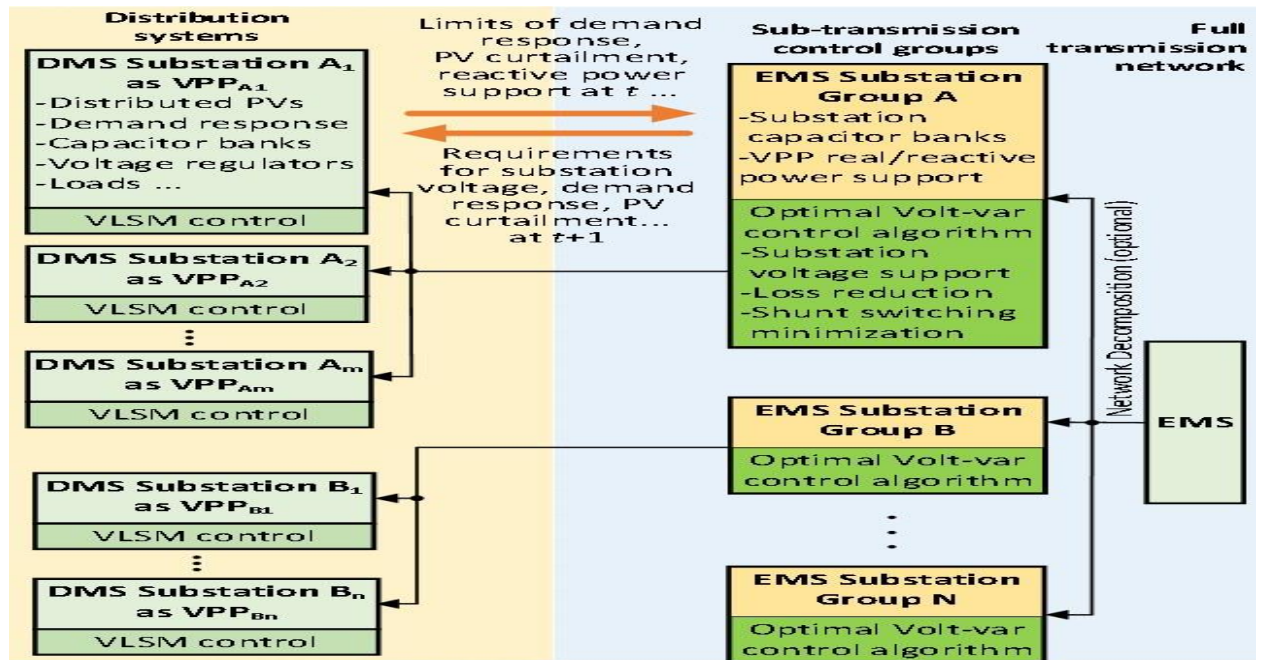 Distribution
systems
DMS Substation A₁
as VPP_A1
-Distributed PVs
-Demand response
-Capacitor banks
-Voltage regulators
-Loads ...
VLSM control
DMS Substation A₂
as VPP_A2
VLSM control
DMS Substation Aₘ
as VPP_Am
VLSM control
DMS Substation B₁
as VPP_B1
VLSM control
DMS Substation Bₙ
as VPP_Bn
VLSM control
Limits of demand
response,
PV curtailment,
reactive power
support at t ...
Requirements
for substation
voltage, demand
response, PV
curtailment...
at t+1
Sub-transmission
control groups
EMS Substation
Group A
-Substation
capacitor banks
-VPP real/reactive
power support
Optimal Volt-var
control algorithm
-Substation
voltage support
-Loss reduction
-Shunt switching
minimization
EMS Substation
Group B
Optimal Volt-var
control algorithm
EMS Substation
Group N
Optimal Volt-var
control algorithm
Full
transmission
network
Network Decomposition (optional)
EMS